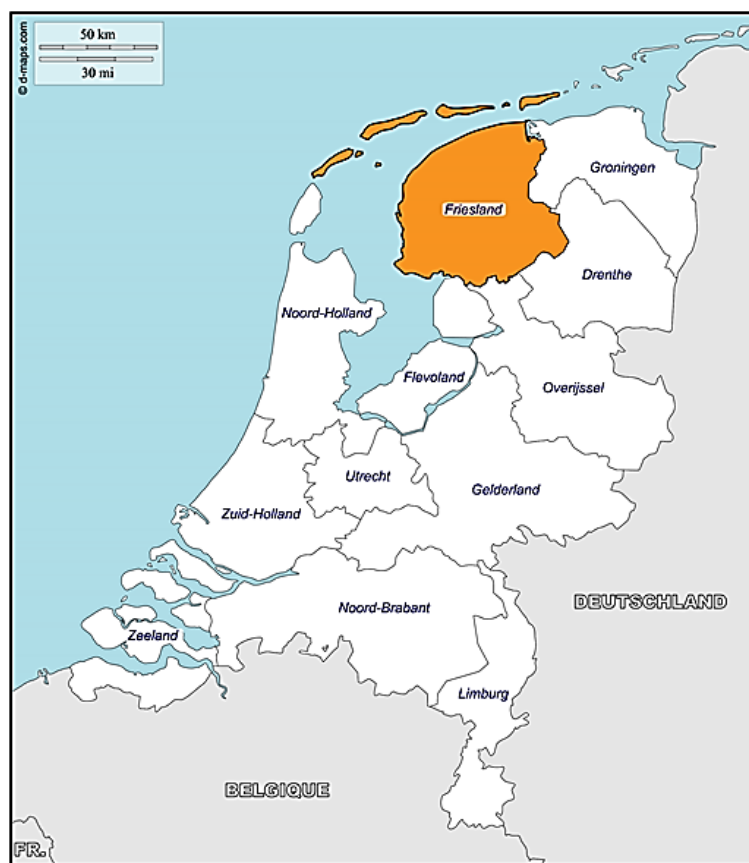 50 km
30 mi
© d-maps.com
Groningen
Friesland
Drenthe
Noord-Holland
Flevoland
Overijssel
Utrecht
Gelderland
Zuid-Holland
DEUTSCHLAND
Noord-Brabant
Zeeland
Limburg
BELGIQUE
FR.